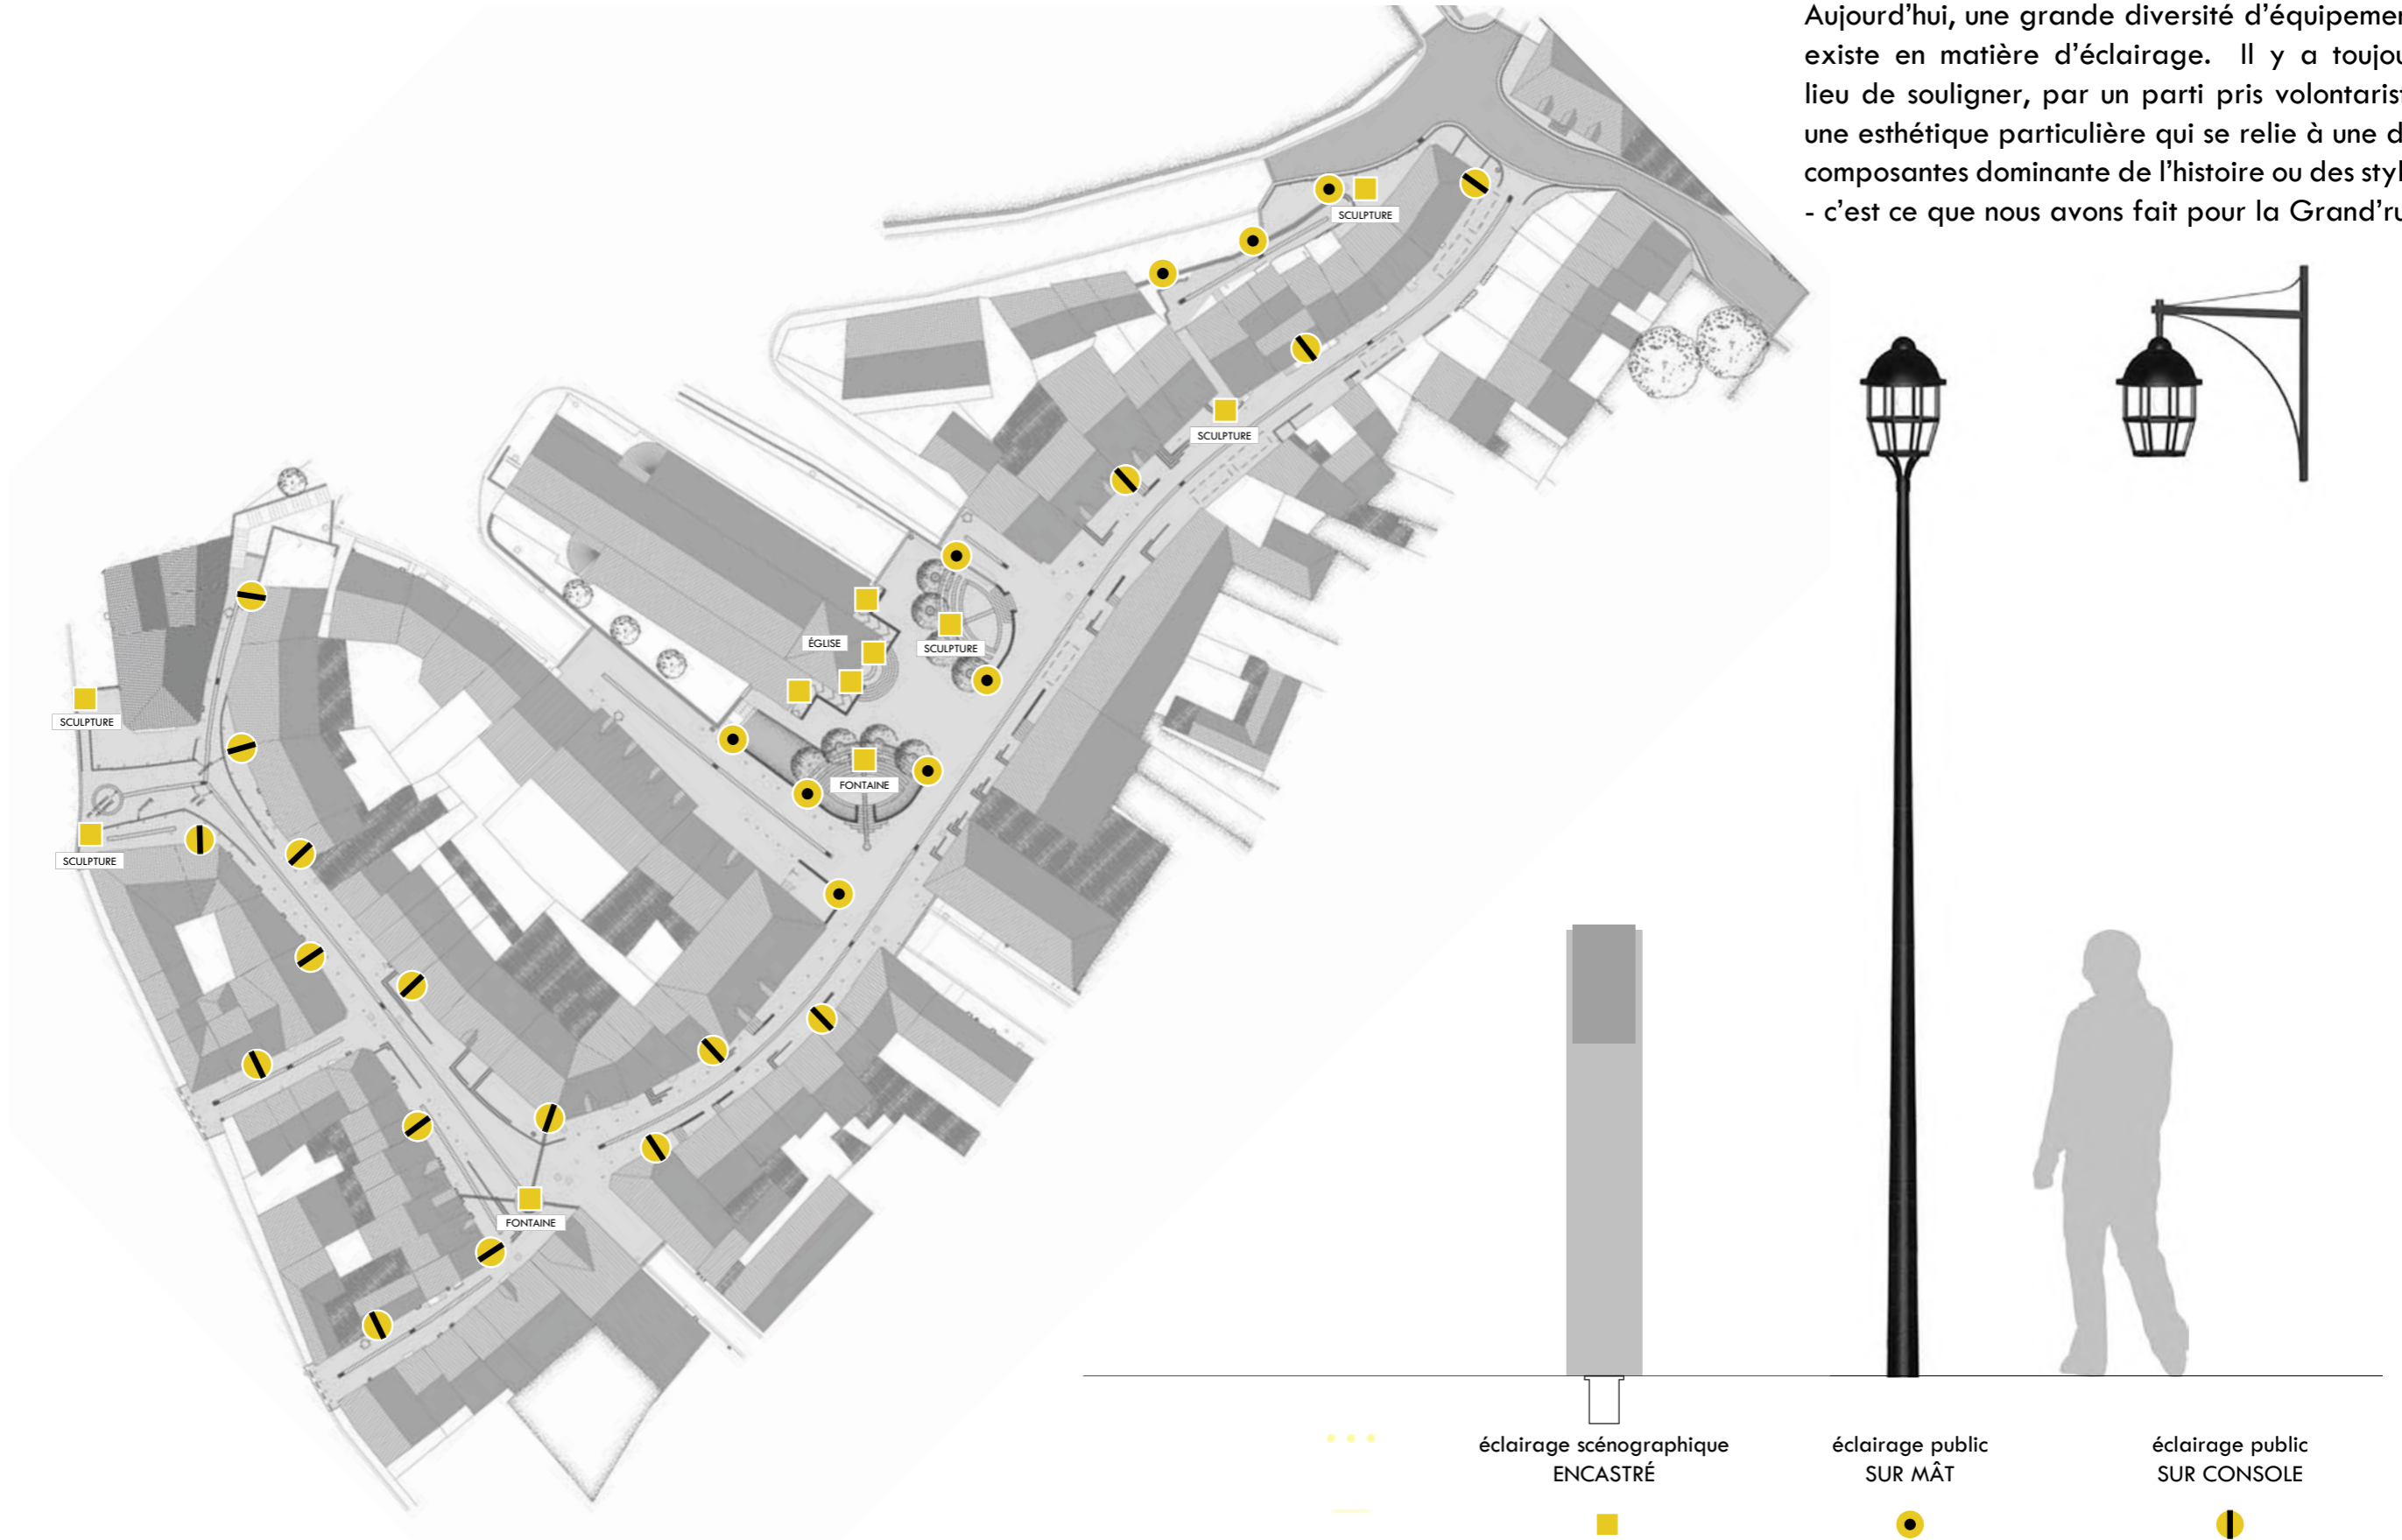 Aujourd'hui, une grande diversité d'équipemen
existe en matière d'éclairage. Il y a toujou
lieu de souligner, par un parti pris volontarist
une esthétique particulière qui se relie à une d
composantes dominante de l'histoire ou des styl
- c'est ce que nous avons fait pour la Grand'ru
SCULPTURE
SCULPTURE
ÉGLISE
SCULPTURE
SCULPTURE
FONTAINE
SCULPTURE
FONTAINE
éclairage scénographique
ENCASTRÉ
éclairage public
SUR MÂT
éclairage public
SUR CONSOLE